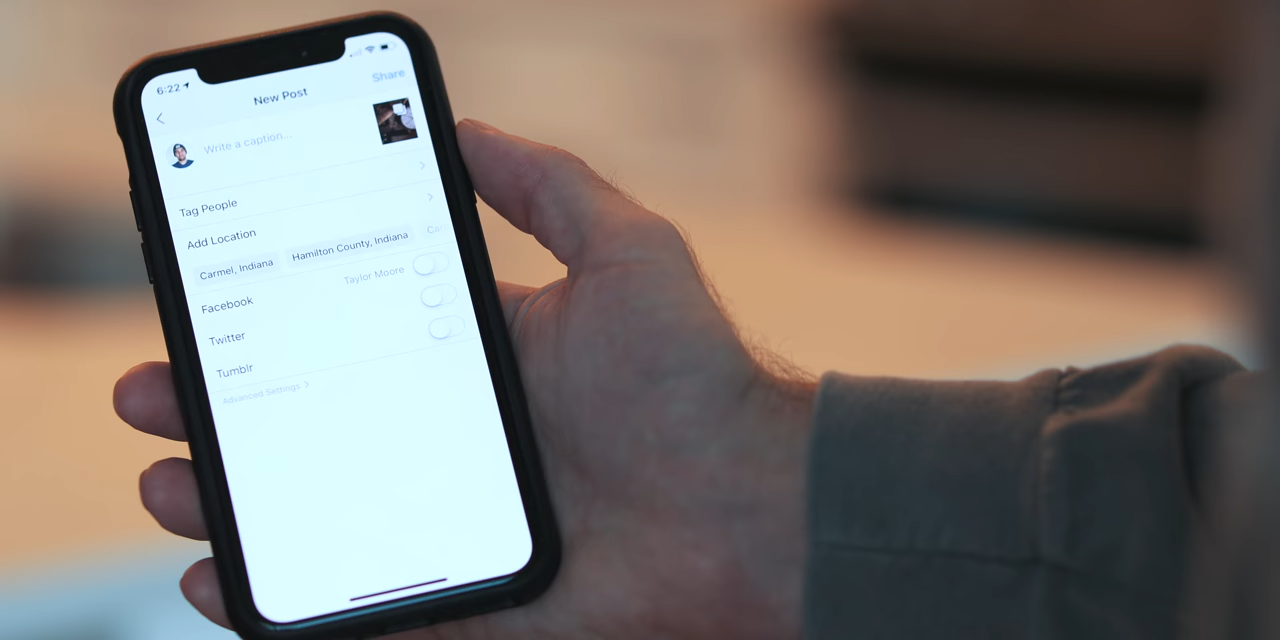 6:22
New Post
Share
Write a caption...
Tag People
Add Location
Carmel, Indiana
Hamilton County, Indiana
Facebook
Taylor Moore
Twitter
Tumblr
Advanced Settings